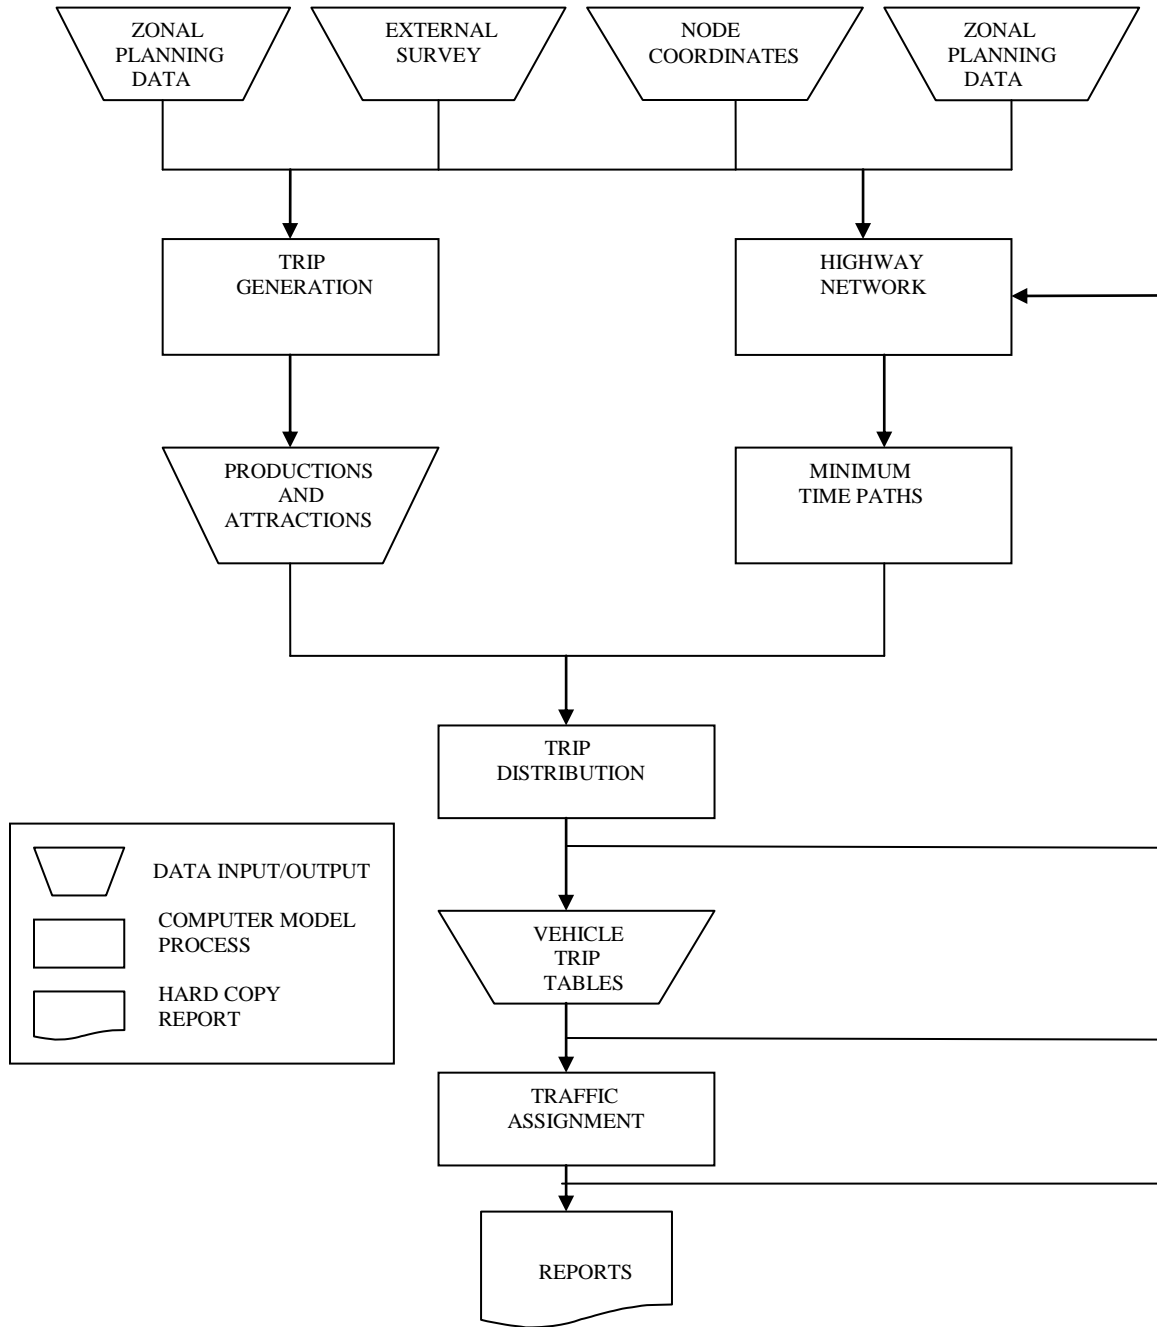 ZONAL
PLANNING
DATA
EXTERNAL
SURVEY
NODE
COORDINATES
ZONAL
PLANNING
DATA
TRIP
GENERATION
HIGHWAY
NETWORK
PRODUCTIONS
AND
ATTRACTIONS
MINIMUM
TIME PATHS
TRIP
DISTRIBUTION
DATA INPUT/OUTPUT
COMPUTER MODEL
PROCESS
HARD COPY
REPORT
VEHICLE
TRIP
TABLES
TRAFFIC
ASSIGNMENT
REPORTS